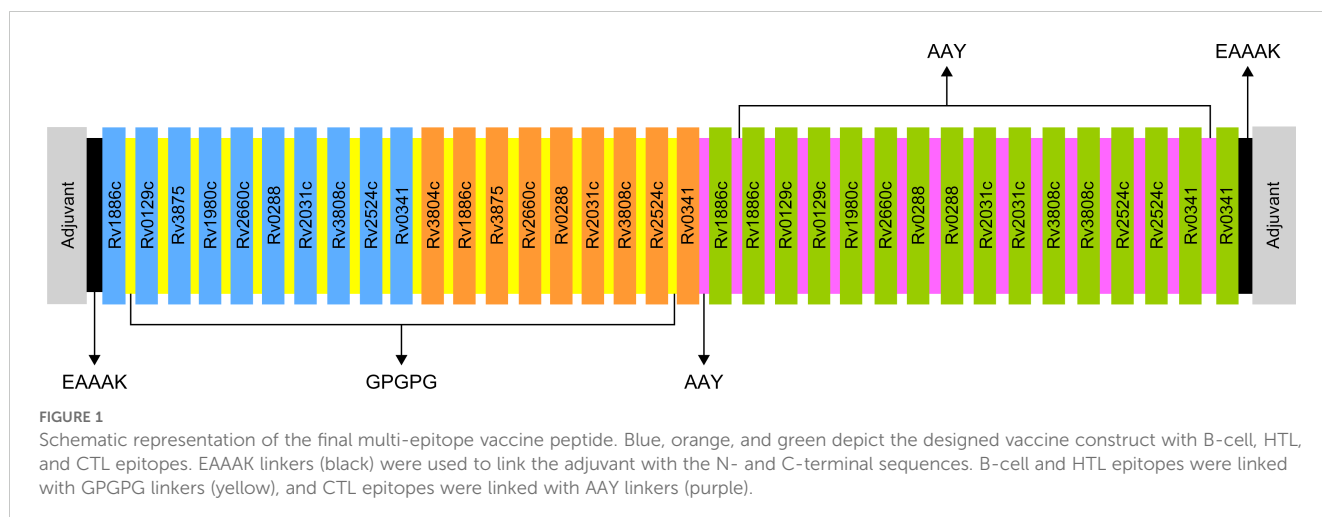 AAY
EAAAK
Adjuvant
Rv1886c
Rv0129c
Rv3875
Rv1980c
Rv2660c
Rv0288
Rv2031c
Rv3808c
Rv2524c
Rv0341
Rv3804c
Rv1886c
Rv3875
Rv2660c
Rv0288
Rv2031c
Rv3808c
Rv2524c
Rv0341
Rv1886c
Rv1886c
Rv0129c
Rv0129c
Rv1980c
Rv2660c
Rv0288
Rv0288
Rv2031c
Rv2031c
Rv3808c
Rv3808c
Rv2524c
Rv2524c
Rv0341
Rv0341
Adjuvant
EAAAK
GPGPG
AAY
FIGURE 1
Schematic representation of the final multi-epitope vaccine peptide. Blue, orange, and green depict the designed vaccine construct with B-cell, HTL,
and CTL epitopes. EAAAK linkers (black) were used to link the adjuvant with the N- and C-terminal sequences. B-cell and HTL epitopes were linked
with GPGPG linkers (yellow), and CTL epitopes were linked with AAY linkers (purple).